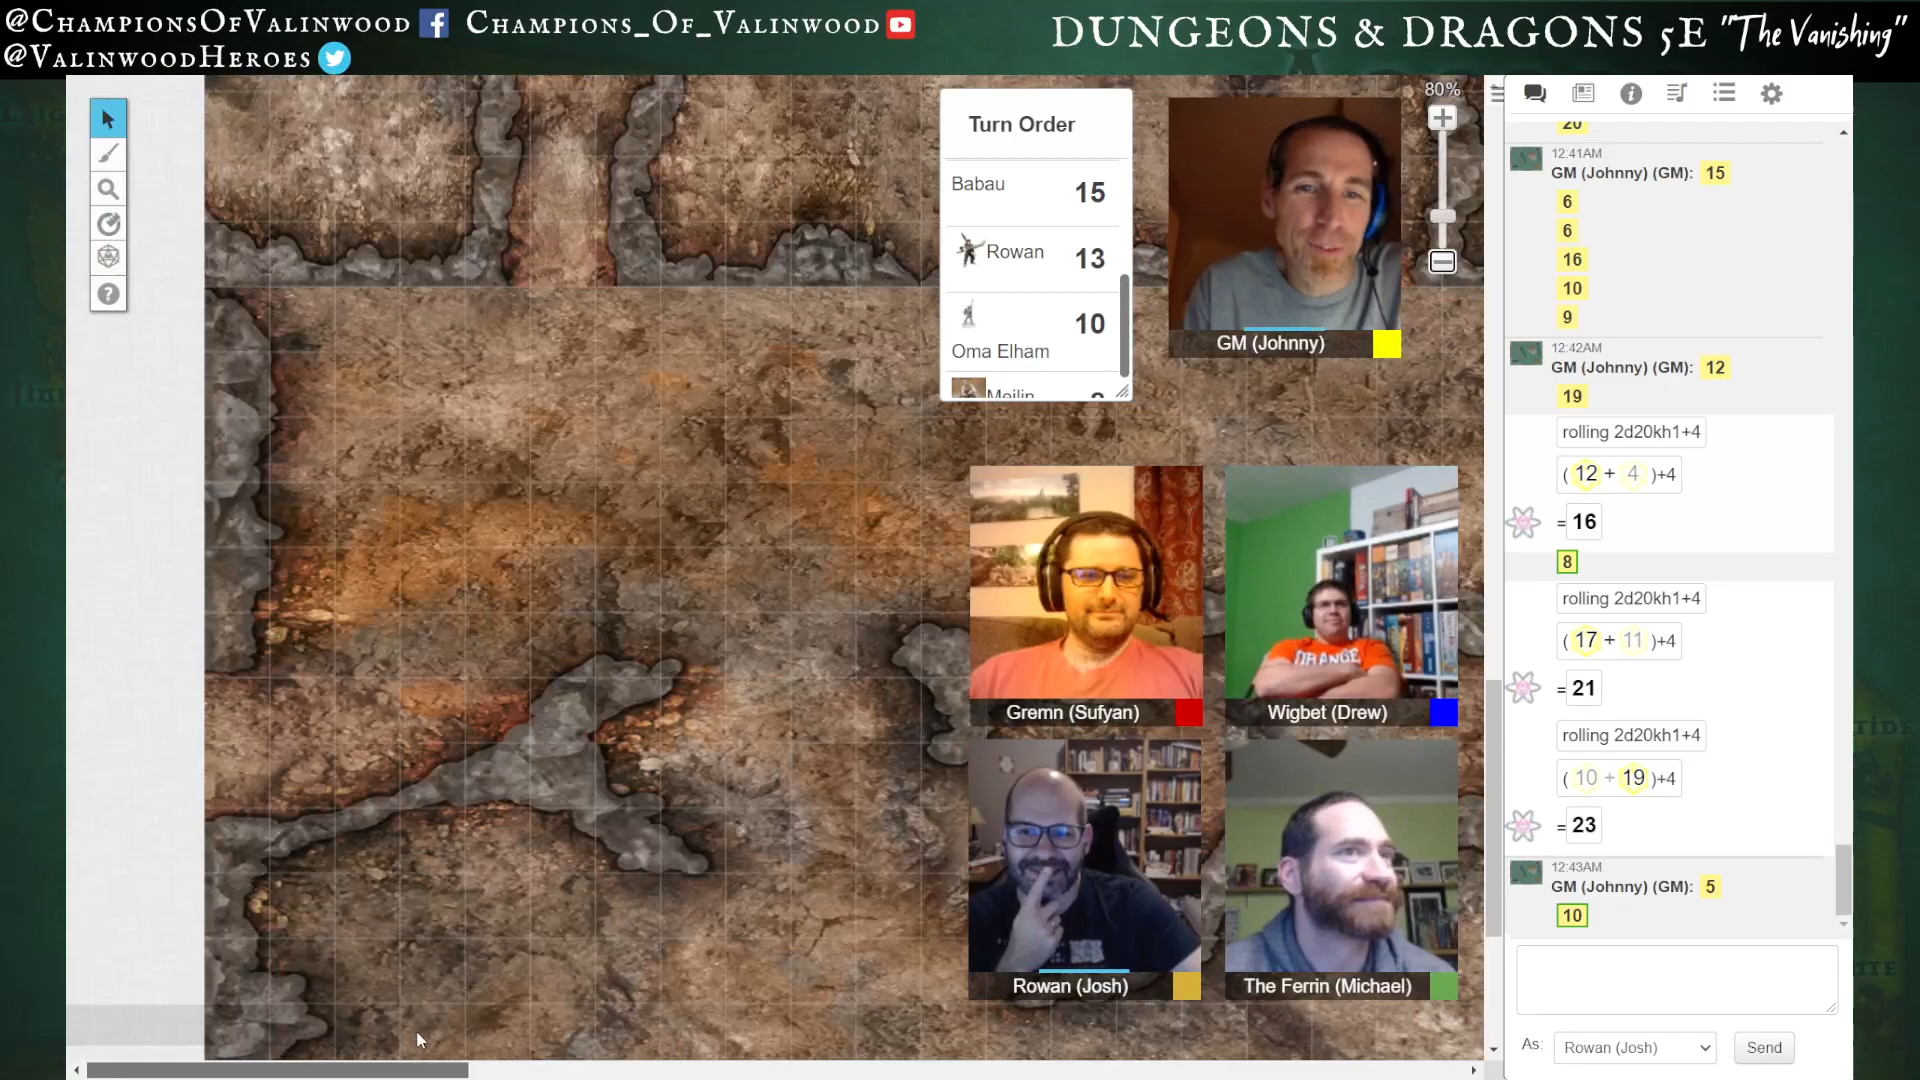 @ChampionsOfValinwood
Champions_Of_Valinwood
@ValinwoodHeroes
DUNGEONS & DRAGONS 5E "The Vanishing"
Turn Order
Babau 15
Rowan 13
Oma Elham 10
Meilin
80%
GM (Johnny)
Gremn (Sufyan)
Wigbet (Drew)
ORANGE
Rowan (Josh)
The Ferrin (Michael)
20
12:41AM
GM (Johnny) (GM): 15
6
6
16
10
9
12:42AM
GM (Johnny) (GM): 12
19
rolling 2d20kh1+4
(12 + 4)+4
= 16
8
rolling 2d20kh1+4
(17 + 11)+4
= 21
rolling 2d20kh1+4
(10 + 19)+4
= 23
12:43AM
GM (Johnny) (GM): 5
10
As: Rowan (Josh) Send